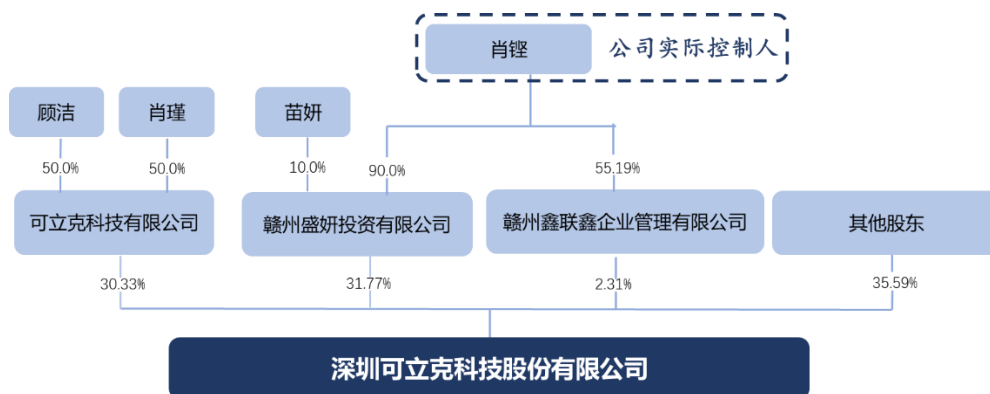 肖铿
公司实际控制人
顾洁
肖瑾
苗妍
50.0%
50.0%
10.0%
90.0%
55.19%
可立克科技有限公司
赣州盛妍投资有限公司
赣州鑫联鑫企业管理有限公司
其他股东
30.33%
31.77%
2.31%
35.59%
深圳可立克科技股份有限公司